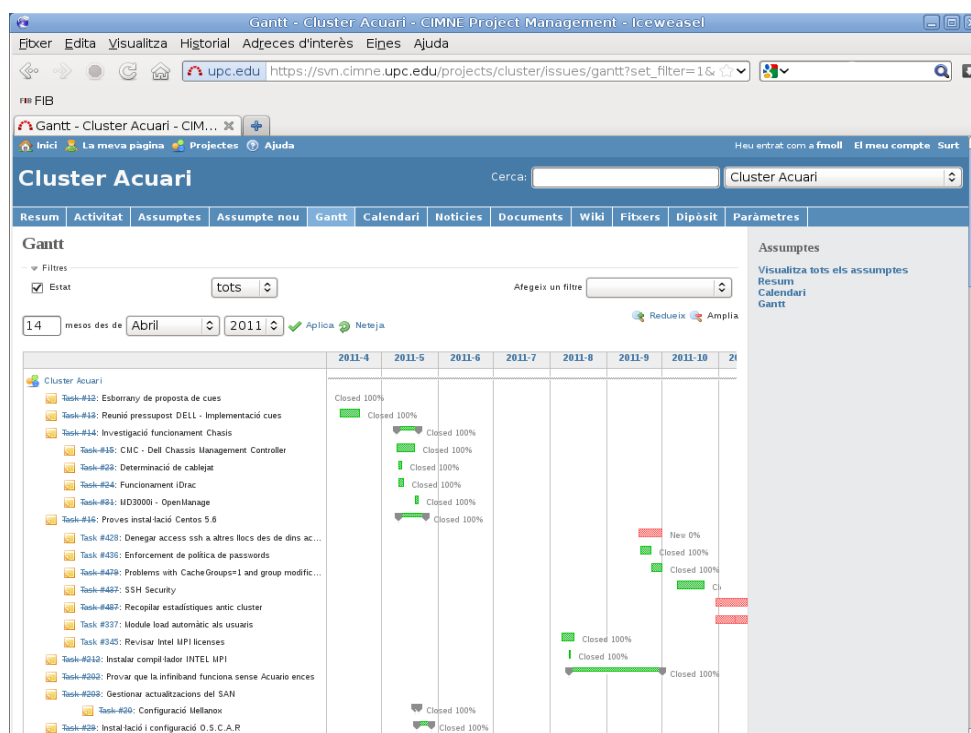 Gantt - Cluster Acuari - CIMNE Project Management - Iceweasel
Fitxer Edita Visualitza Historial Adreces d'interès Eines Ajuda
upc.edu https://svn.cimne.upc.edu/projects/cluster/issues/gantt?set_filter=1&
FIB FIB
Gantt - Cluster Acuari - CIM...
Inici La meva pàgina Projectes Ajuda Heu entrat com a fmoll El meu compte Surt
Cluster Acuari Cerca: Cluster Acuari
Resum Activitat Assumptes Assumpte nou Gantt Calendari Noticies Documents Wiki Fitxers Dipòsit Paràmetres
Gantt
Filtres
Estat tots Afegeix un filtre
14 mesos des de Abril 2011 Aplica Neteja Redueix Amplia
Assumptes
Visualitza tots els assumptes
Resum
Calendari
Gantt
2011-4 2011-5 2011-6 2011-7 2011-8 2011-9 2011-10
Cluster Acuari
Task #12: Esborrany de proposta de cues Closed 100%
Task #13: Reunió pressupost DELL - Implementació cues Closed 100%
Task #14: Investigació funcionament Chasis Closed 100%
Task #15: CMC - Dell Chassis Management Controller Closed 100%
Task #23: Determinació de cablejat Closed 100%
Task #24: Funcionament iDrac Closed 100%
Task #31: MD3000i - OpenManage Closed 100%
Task #16: Proves instal·lació Centos 5.6 Closed 100%
Task #428: Denegar access ssh a altres llocs des de dins ac... New 0%
Task #436: Enforcement de política de passwords Closed 100%
Task #479: Problems with CacheGroups=1 and group modific... Closed 100%
Task #437: SSH Security
Task #487: Recopilar estadístiques antic cluster
Task #337: Module load automàtic als usuaris
Task #345: Revisar Intel MPI licenses Closed 100%
Task #212: Instalar compil·lador INTEL MPI Closed 100%
Task #202: Provar que la infiniband funciona sense Acuario ences Closed 100%
Task #203: Gestionar actualitzacions del SAN
Task #20: Configuració Mellanox Closed 100%
Task #29: Instal·lació i configuració O.S.C.A.R Closed 100%